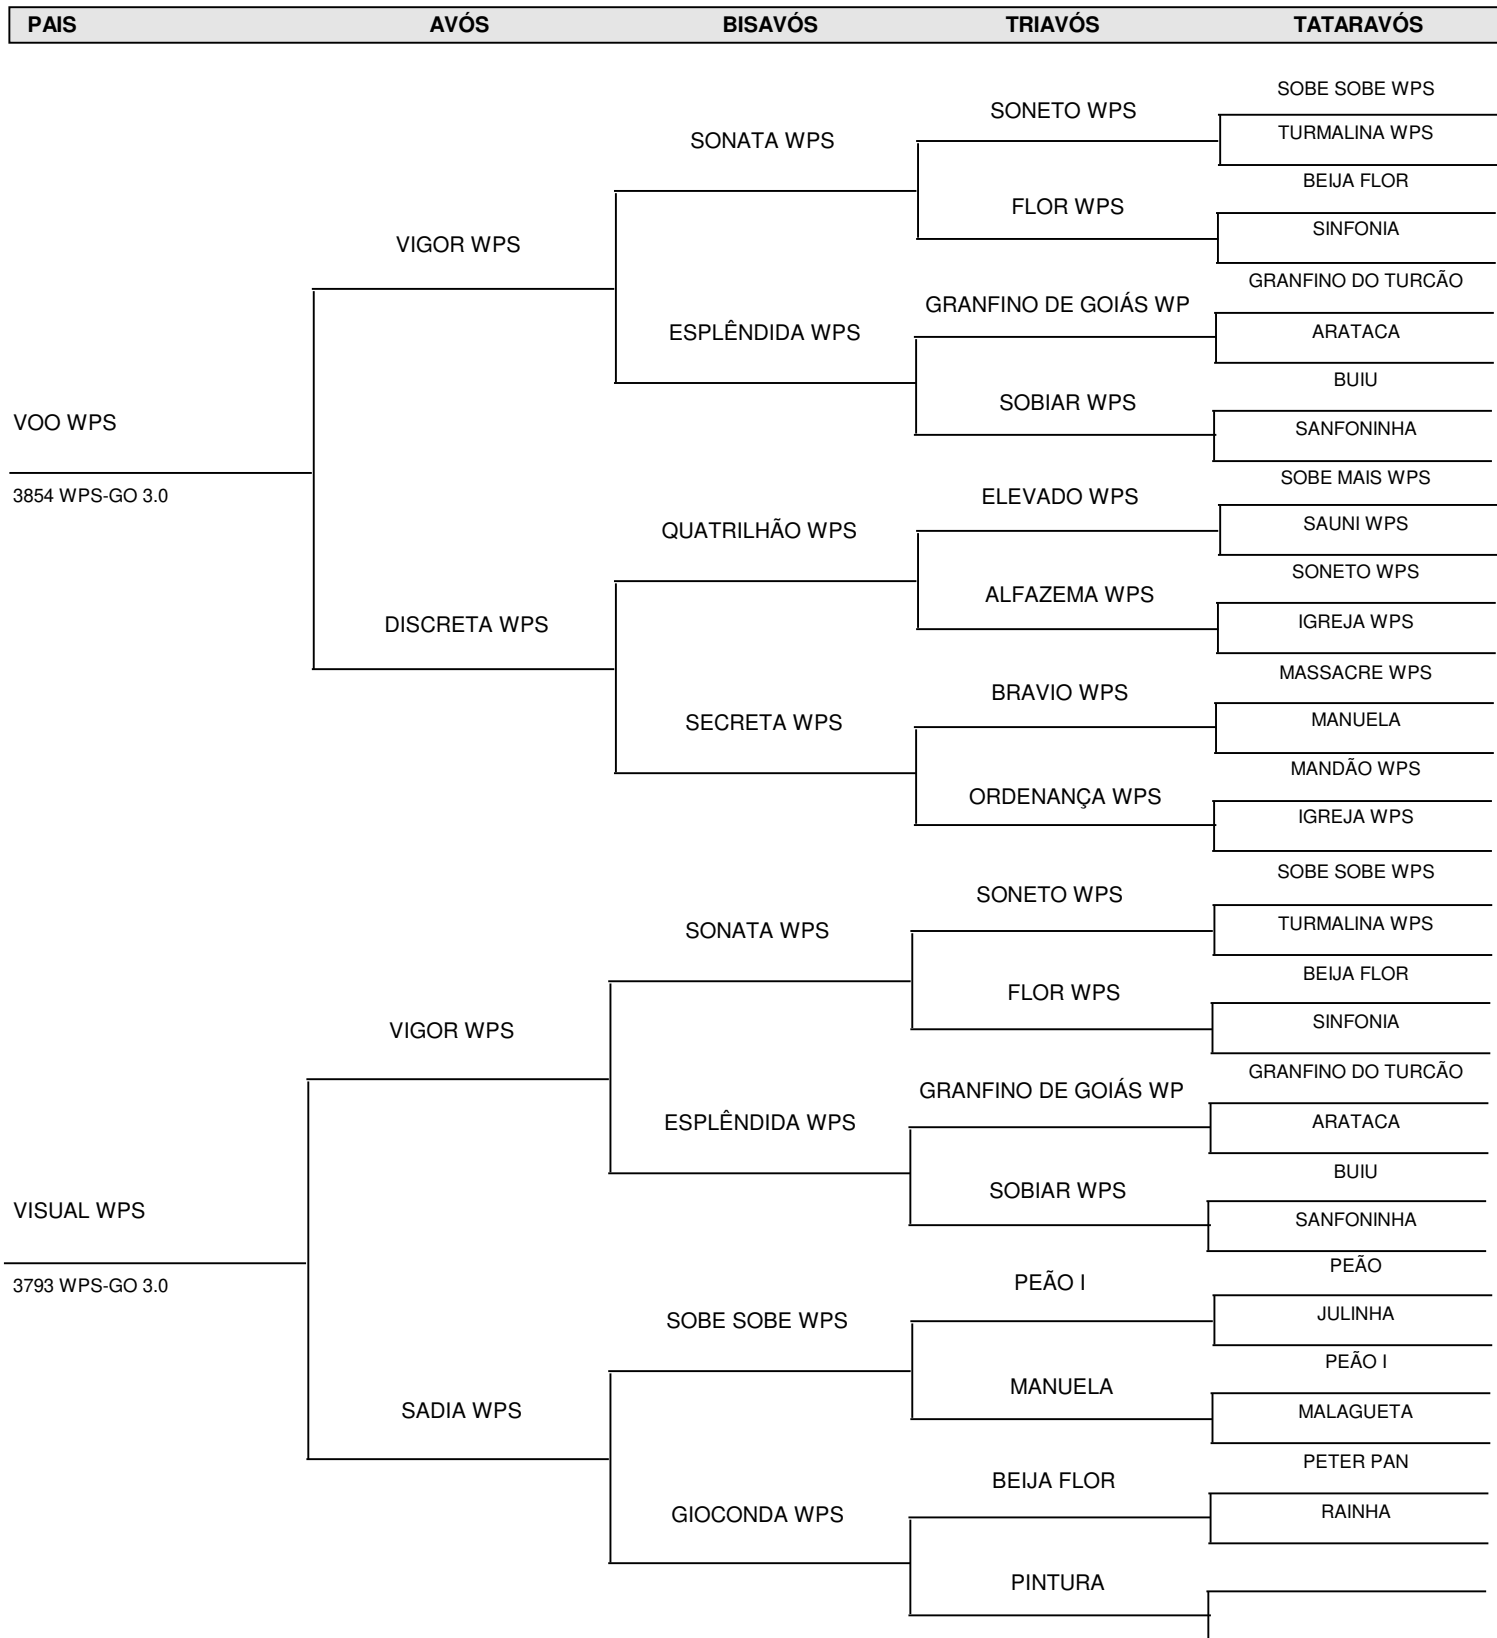 PAIS AVÓS BISAVÓS TRIAVÓS TATARAVÓS
SOBE SOBE WPS
SONETO WPS
TURMALINA WPS
SONATA WPS
BEIJA FLOR
FLOR WPS
SINFONIA
VIGOR WPS
GRANFINO DO TURCÃO
GRANFINO DE GOIÁS WP
ARATACA
ESPLÊNDIDA WPS
BUIU
SOBIAR WPS
VOO WPS
SANFONINHA
SOBE MAIS WPS
3854 WPS-GO 3.0
ELEVADO WPS
SAUNI WPS
QUATRILHÃO WPS
SONETO WPS
ALFAZEMA WPS
IGREJA WPS
DISCRETA WPS
MASSACRE WPS
BRAVIO WPS
MANUELA
SECRETA WPS
MANDÃO WPS
ORDENANÇA WPS
IGREJA WPS
SOBE SOBE WPS
SONETO WPS
TURMALINA WPS
SONATA WPS
BEIJA FLOR
FLOR WPS
SINFONIA
VIGOR WPS
GRANFINO DO TURCÃO
GRANFINO DE GOIÁS WP
ARATACA
ESPLÊNDIDA WPS
BUIU
SOBIAR WPS
VISUAL WPS
SANFONINHA
PEÃO
3793 WPS-GO 3.0
PEÃO I
JULINHA
SOBE SOBE WPS
PEÃO I
MANUELA
SADIA WPS
MALAGUETA
PETER PAN
BEIJA FLOR
RAINHA
GIOCONDA WPS
PINTURA